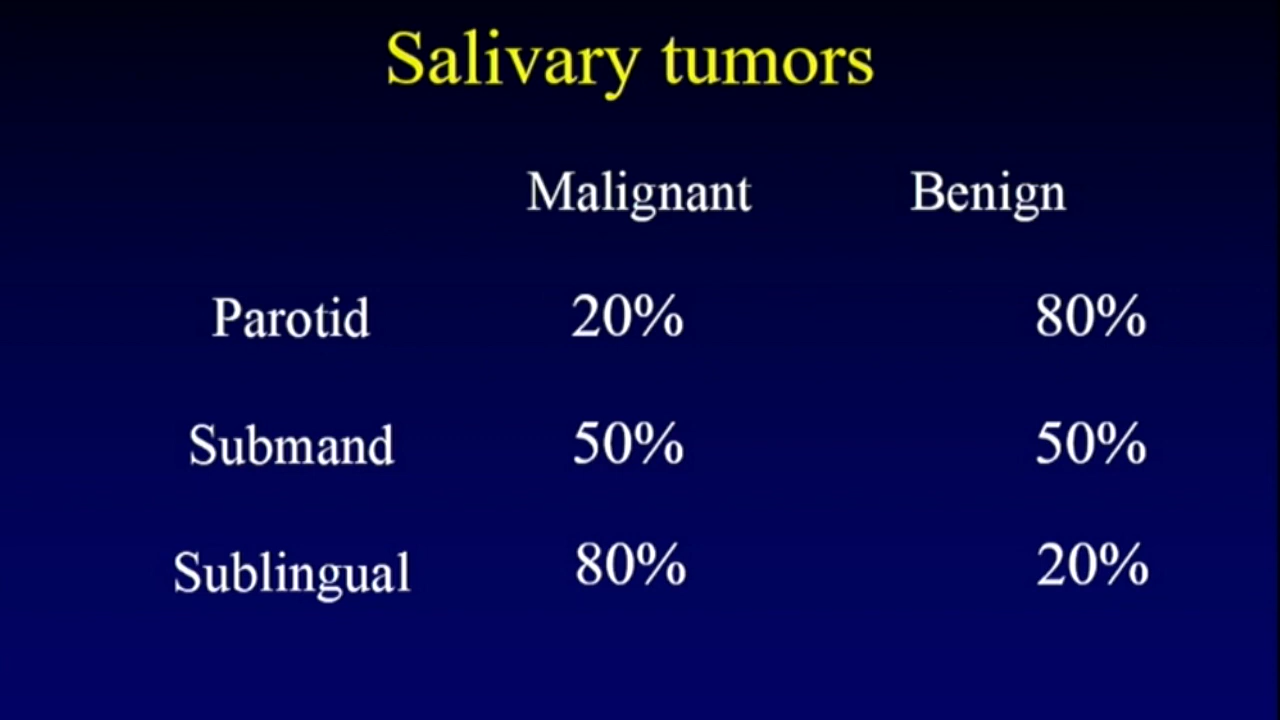 Salivary tumors
Malignant Benign
Parotid 20% 80%
Submand 50% 50%
Sublingual 80% 20%